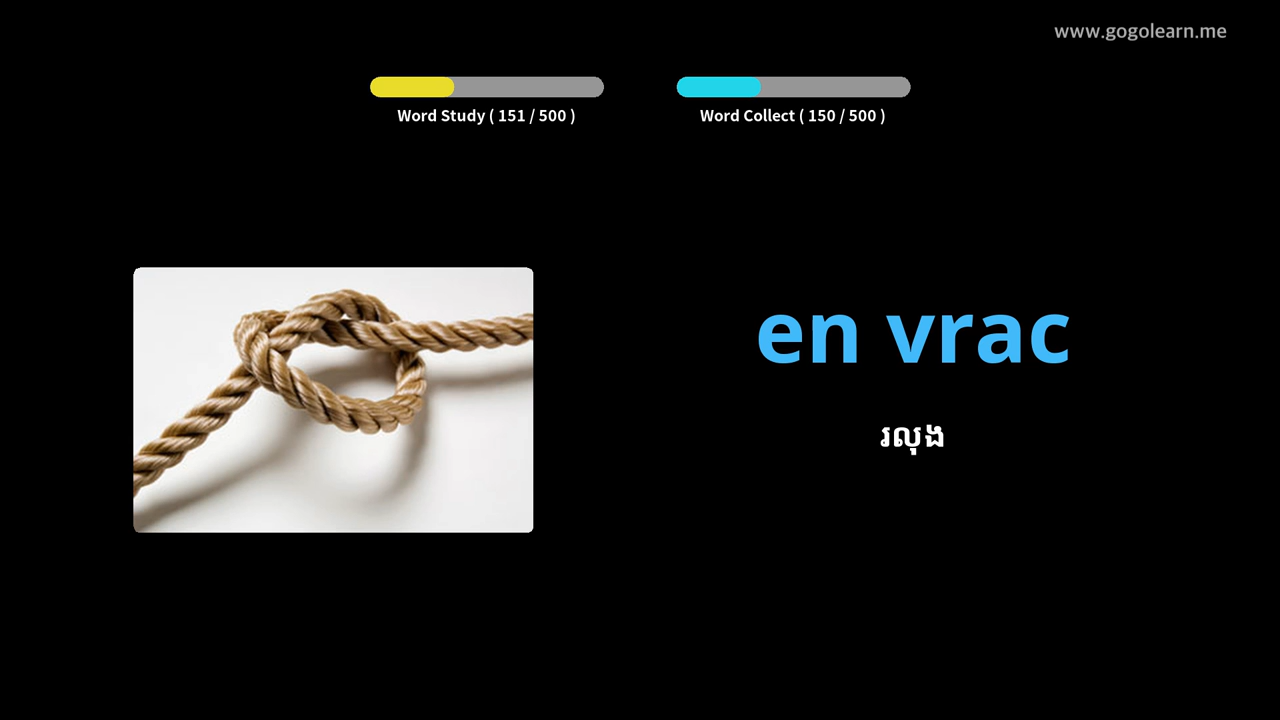 www.gogolearn.me
Word Study ( 151 / 500 )
Word Collect ( 150 / 500 )
en vrac
រលុង